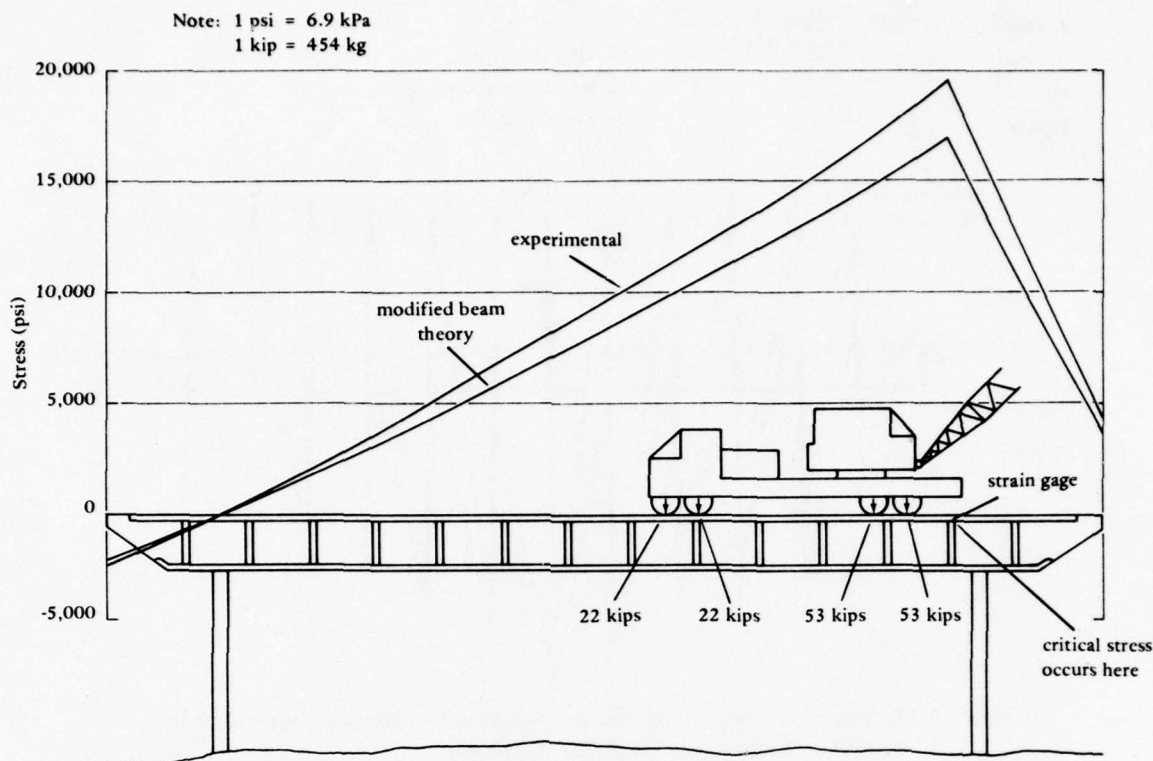 Note: 1 psi = 6.9 kPa
1 kip = 454 kg
20,000
15,000
10,000
5,000
0
-5,000
Stress (psi)
experimental
modified beam
theory
strain gage
22 kips
22 kips
53 kips
53 kips
critical stress
occurs here